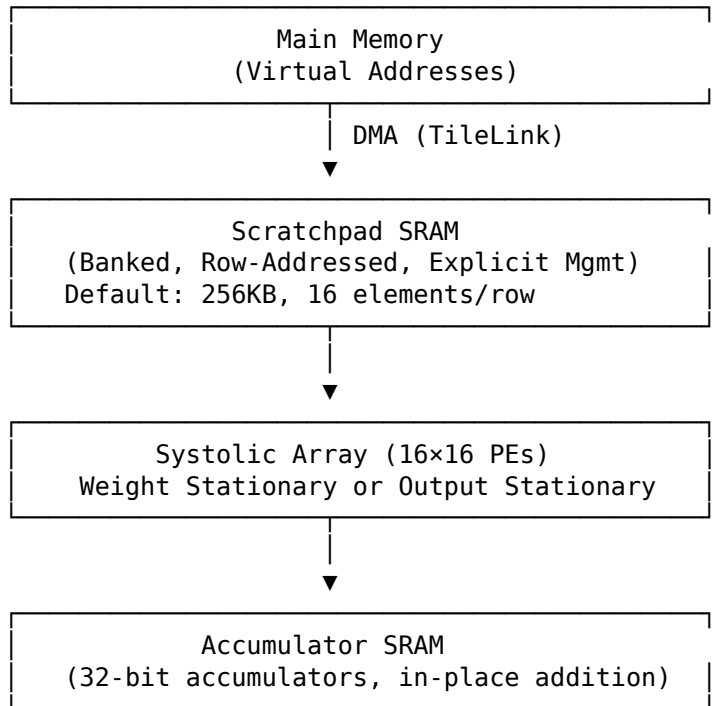 Main Memory
(Virtual Addresses)
DMA (TileLink)
Scratchpad SRAM
(Banked, Row-Addressed, Explicit Mgmt)
Default: 256KB, 16 elements/row
Systolic Array (16×16 PEs)
Weight Stationary or Output Stationary
Accumulator SRAM
(32-bit accumulators, in-place addition)